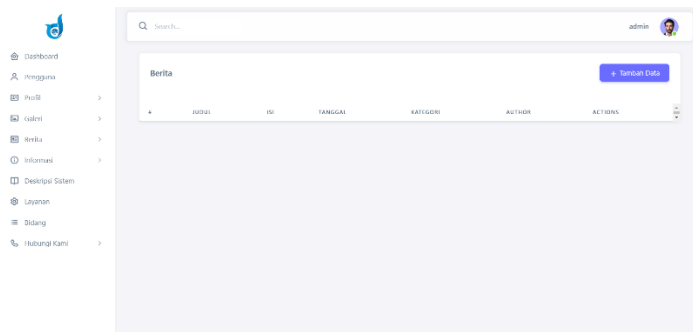 Search...
admin
Dashboard
Pengguna
Profil
Galeri
Berita
Informasi
Deskripsi Sistem
Layanan
Bidang
Hubungi Kami
Berita
+ Tambah Data
# JUDUL ISI TANGGAL KATEGORI AUTHOR ACTIONS